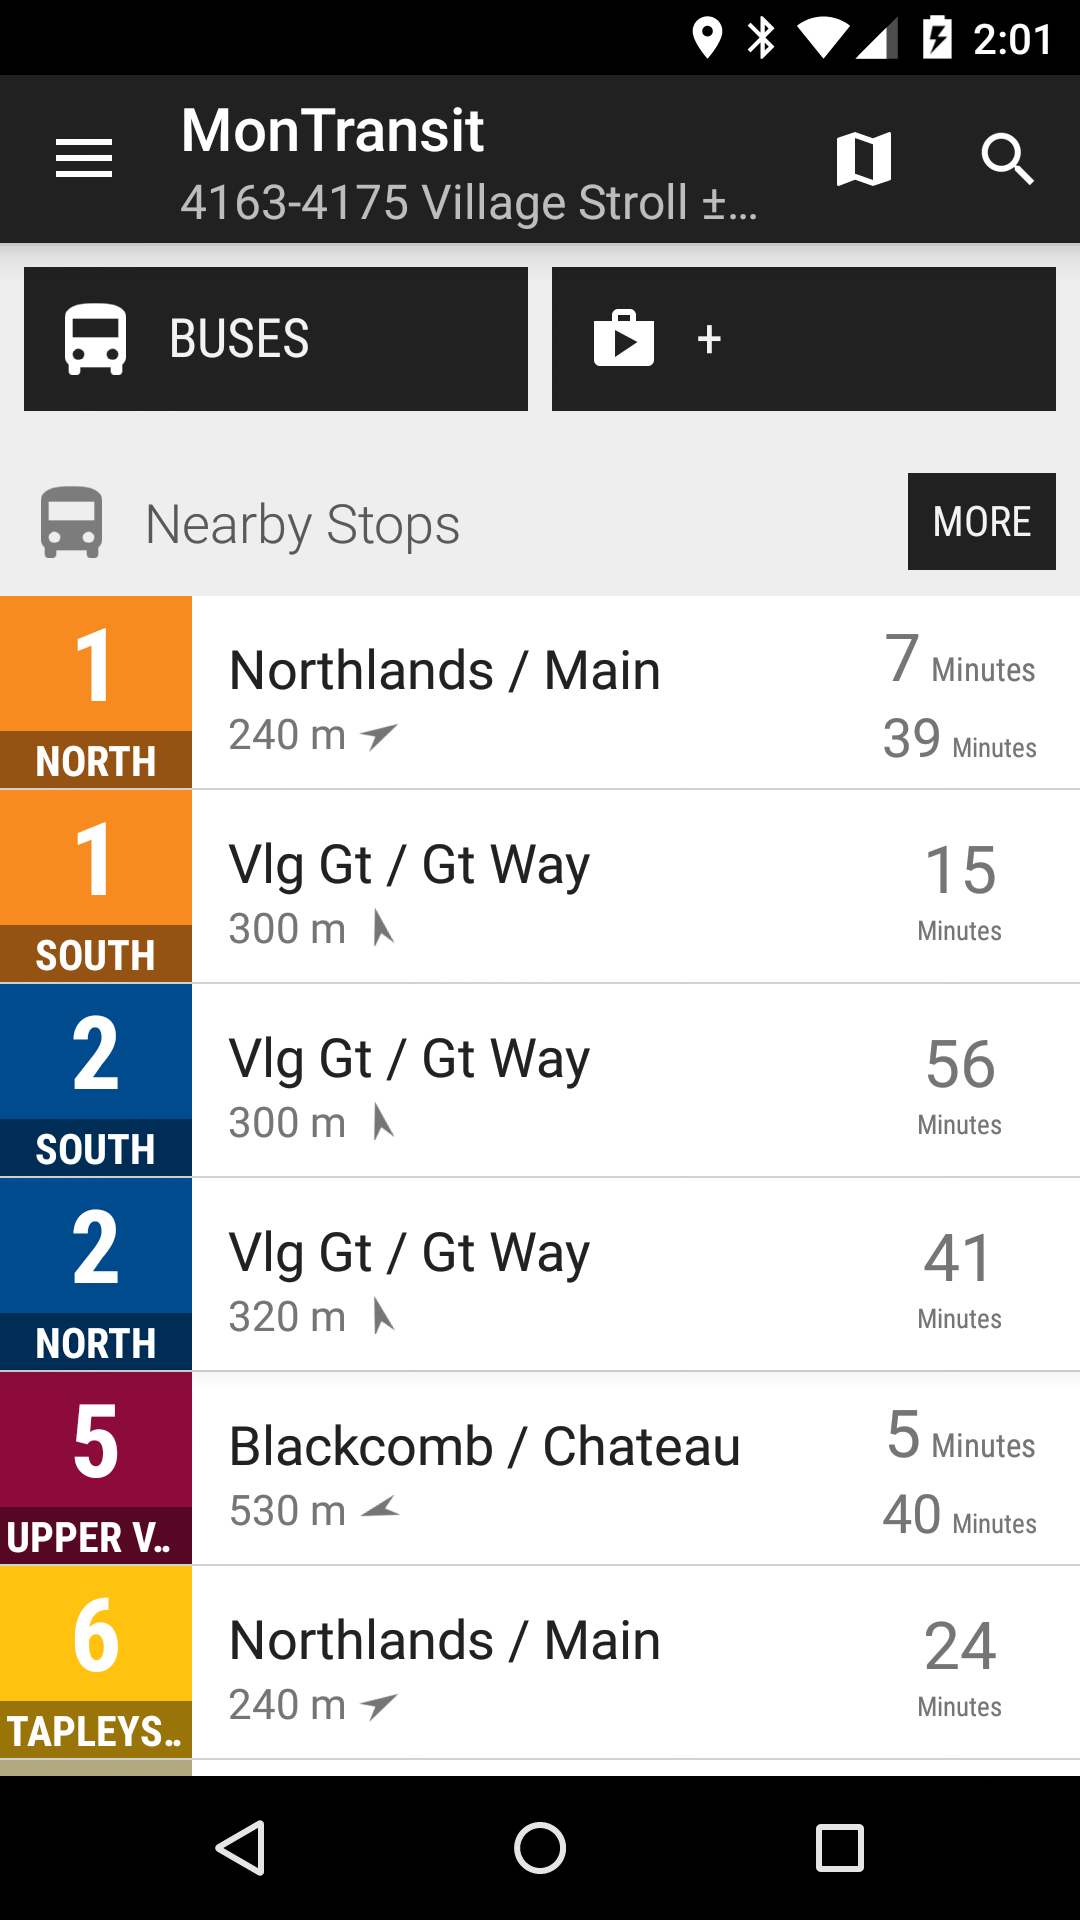 2:01
MonTransit
4163-4175 Village Stroll ±...
BUSES
+
Nearby Stops
MORE
1
NORTH
Northlands / Main
240 m
7 Minutes
39 Minutes
1
SOUTH
Vlg Gt / Gt Way
300 m
15
Minutes
2
SOUTH
Vlg Gt / Gt Way
300 m
56
Minutes
2
NORTH
Vlg Gt / Gt Way
320 m
41
Minutes
5
UPPER V..
Blackcomb / Chateau
530 m
5 Minutes
40 Minutes
6
TAPLEYS..
Northlands / Main
240 m
24
Minutes